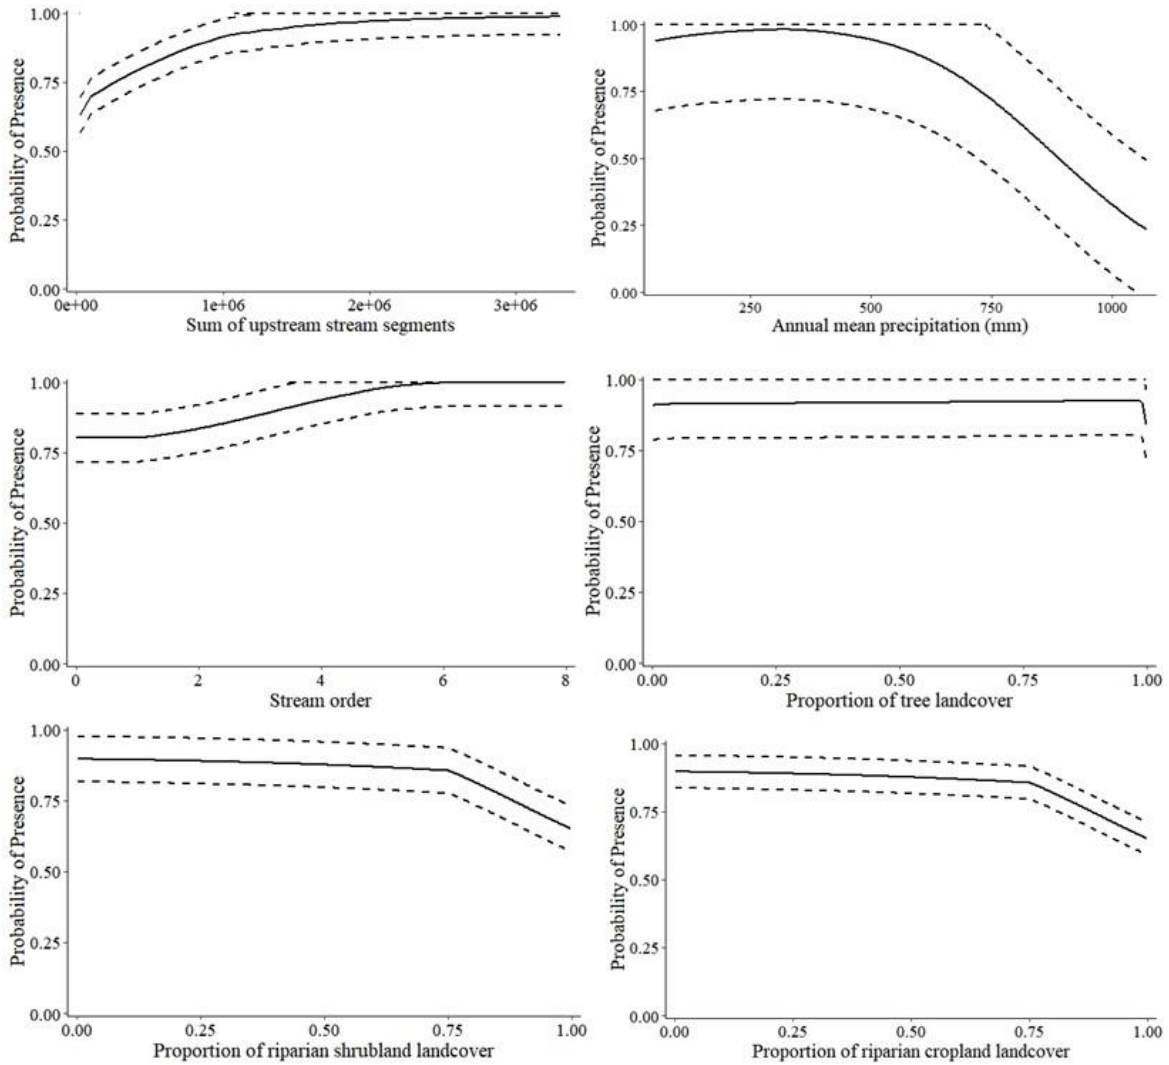 Probability of Presence
1.00
0.75
0.50
0.25
0.00
0e+00 1e+06 2e+06 3e+06
Sum of upstream stream segments
Probability of Presence
1.00
0.75
0.50
0.25
0.00
250 500 750 1000
Annual mean precipitation (mm)
Probability of Presence
1.00
0.75
0.50
0.25
0.00
0 2 4 6 8
Stream order
Probability of Presence
1.00
0.75
0.50
0.25
0.00
0.00 0.25 0.50 0.75 1.00
Proportion of tree landcover
Probability of Presence
1.00
0.75
0.50
0.25
0.00
0.00 0.25 0.50 0.75 1.00
Proportion of riparian shrubland landcover
Probability of Presence
1.00
0.75
0.50
0.25
0.00
0.00 0.25 0.50 0.75 1.00
Proportion of riparian cropland landcover